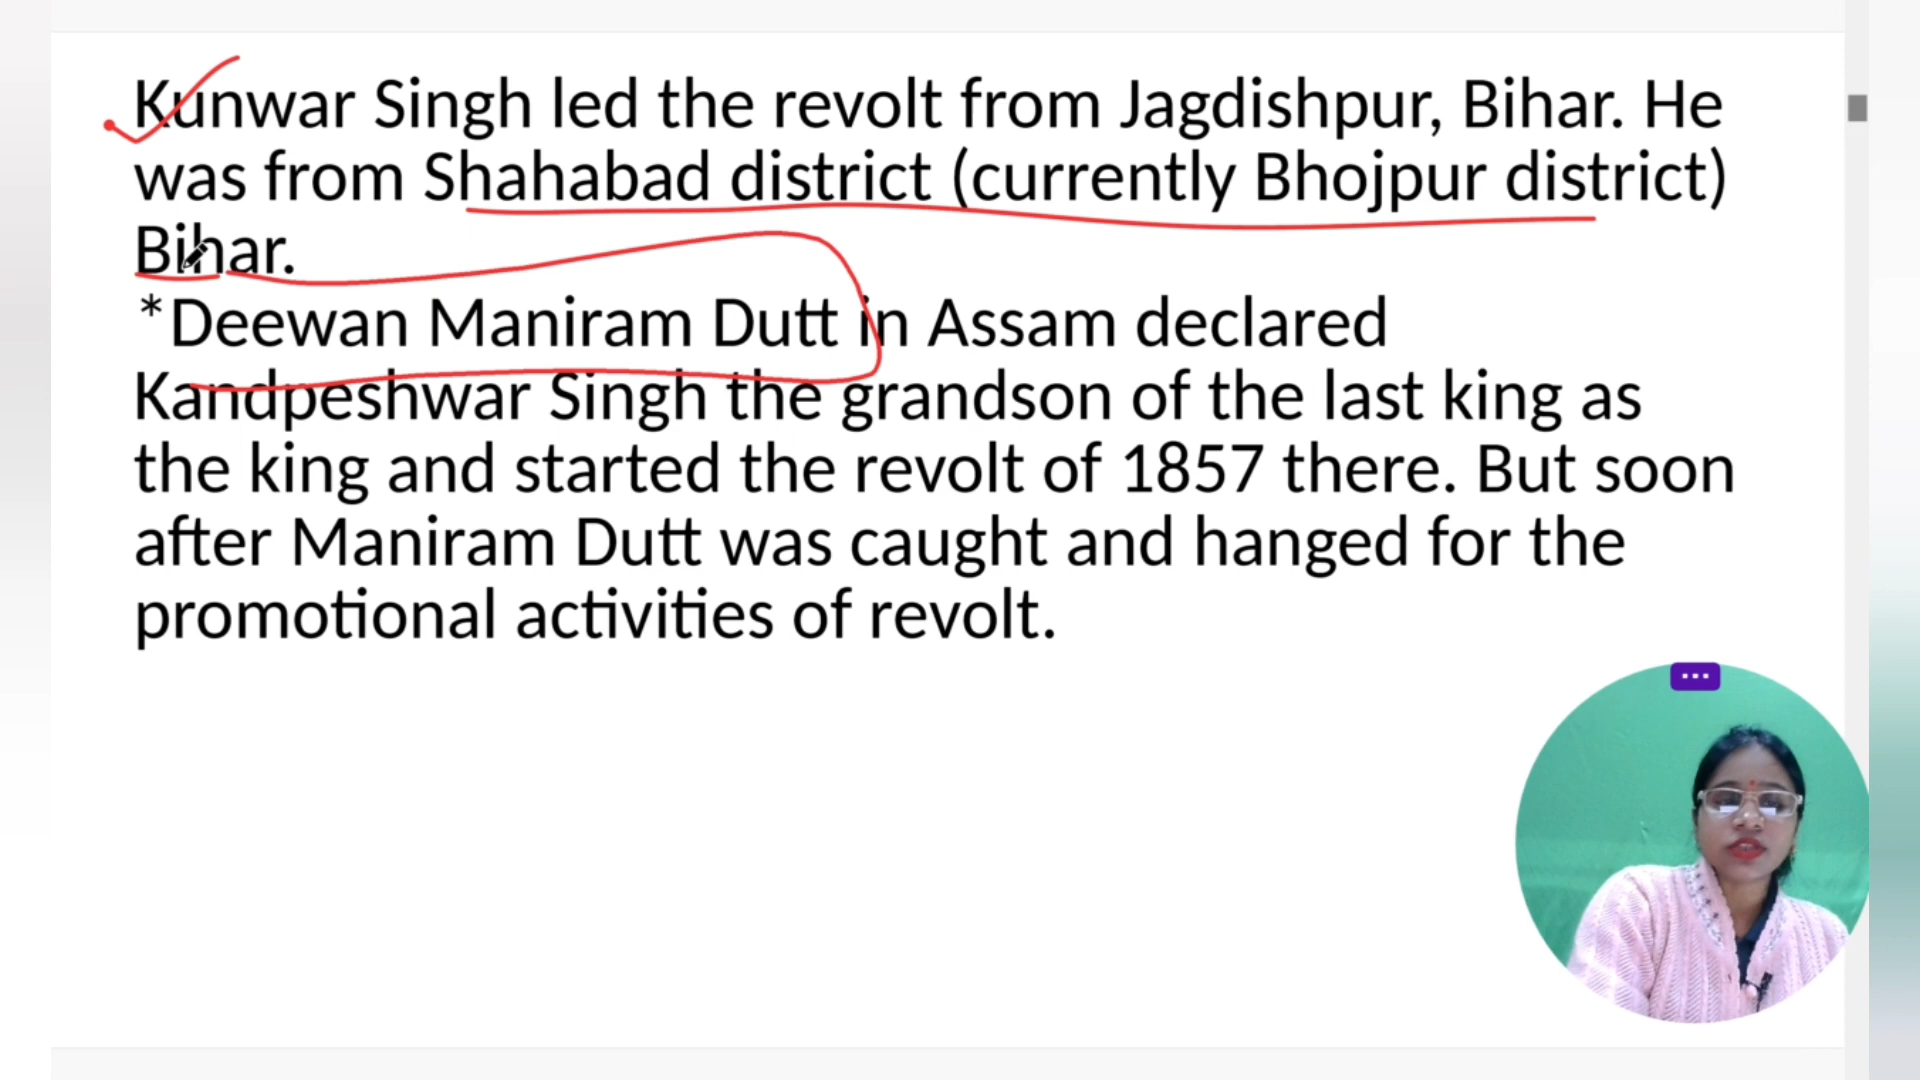 Kunwar Singh led the revolt from Jagdishpur, Bihar. He
was from Shahabad district (currently Bhojpur district)
Bihar.
*Deewan Maniram Dutt in Assam declared
Kandpeshwar Singh the grandson of the last king as
the king and started the revolt of 1857 there. But soon
after Maniram Dutt was caught and hanged for the
promotional activities of revolt.